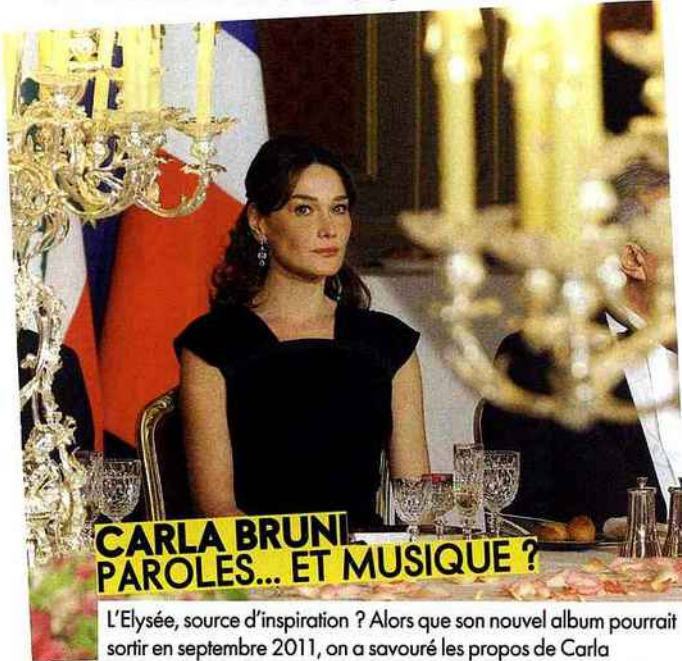 CARLA BRUNI
PAROLES... ET MUSIQUE ?
L'Elysée, source d'inspiration ? Alors que son nouvel album pourrait
sortir en septembre 2011, on a savouré les propos de Carla